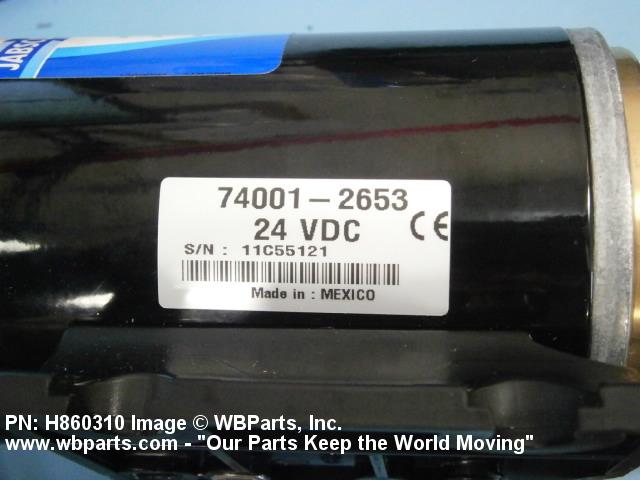 74001-2653
24 VDC
CE
S/N : 11C55121
Made in : MEXICO
PN: H860310 Image © WBParts, Inc.
www.wbparts.com - "Our Parts Keep the World Moving"